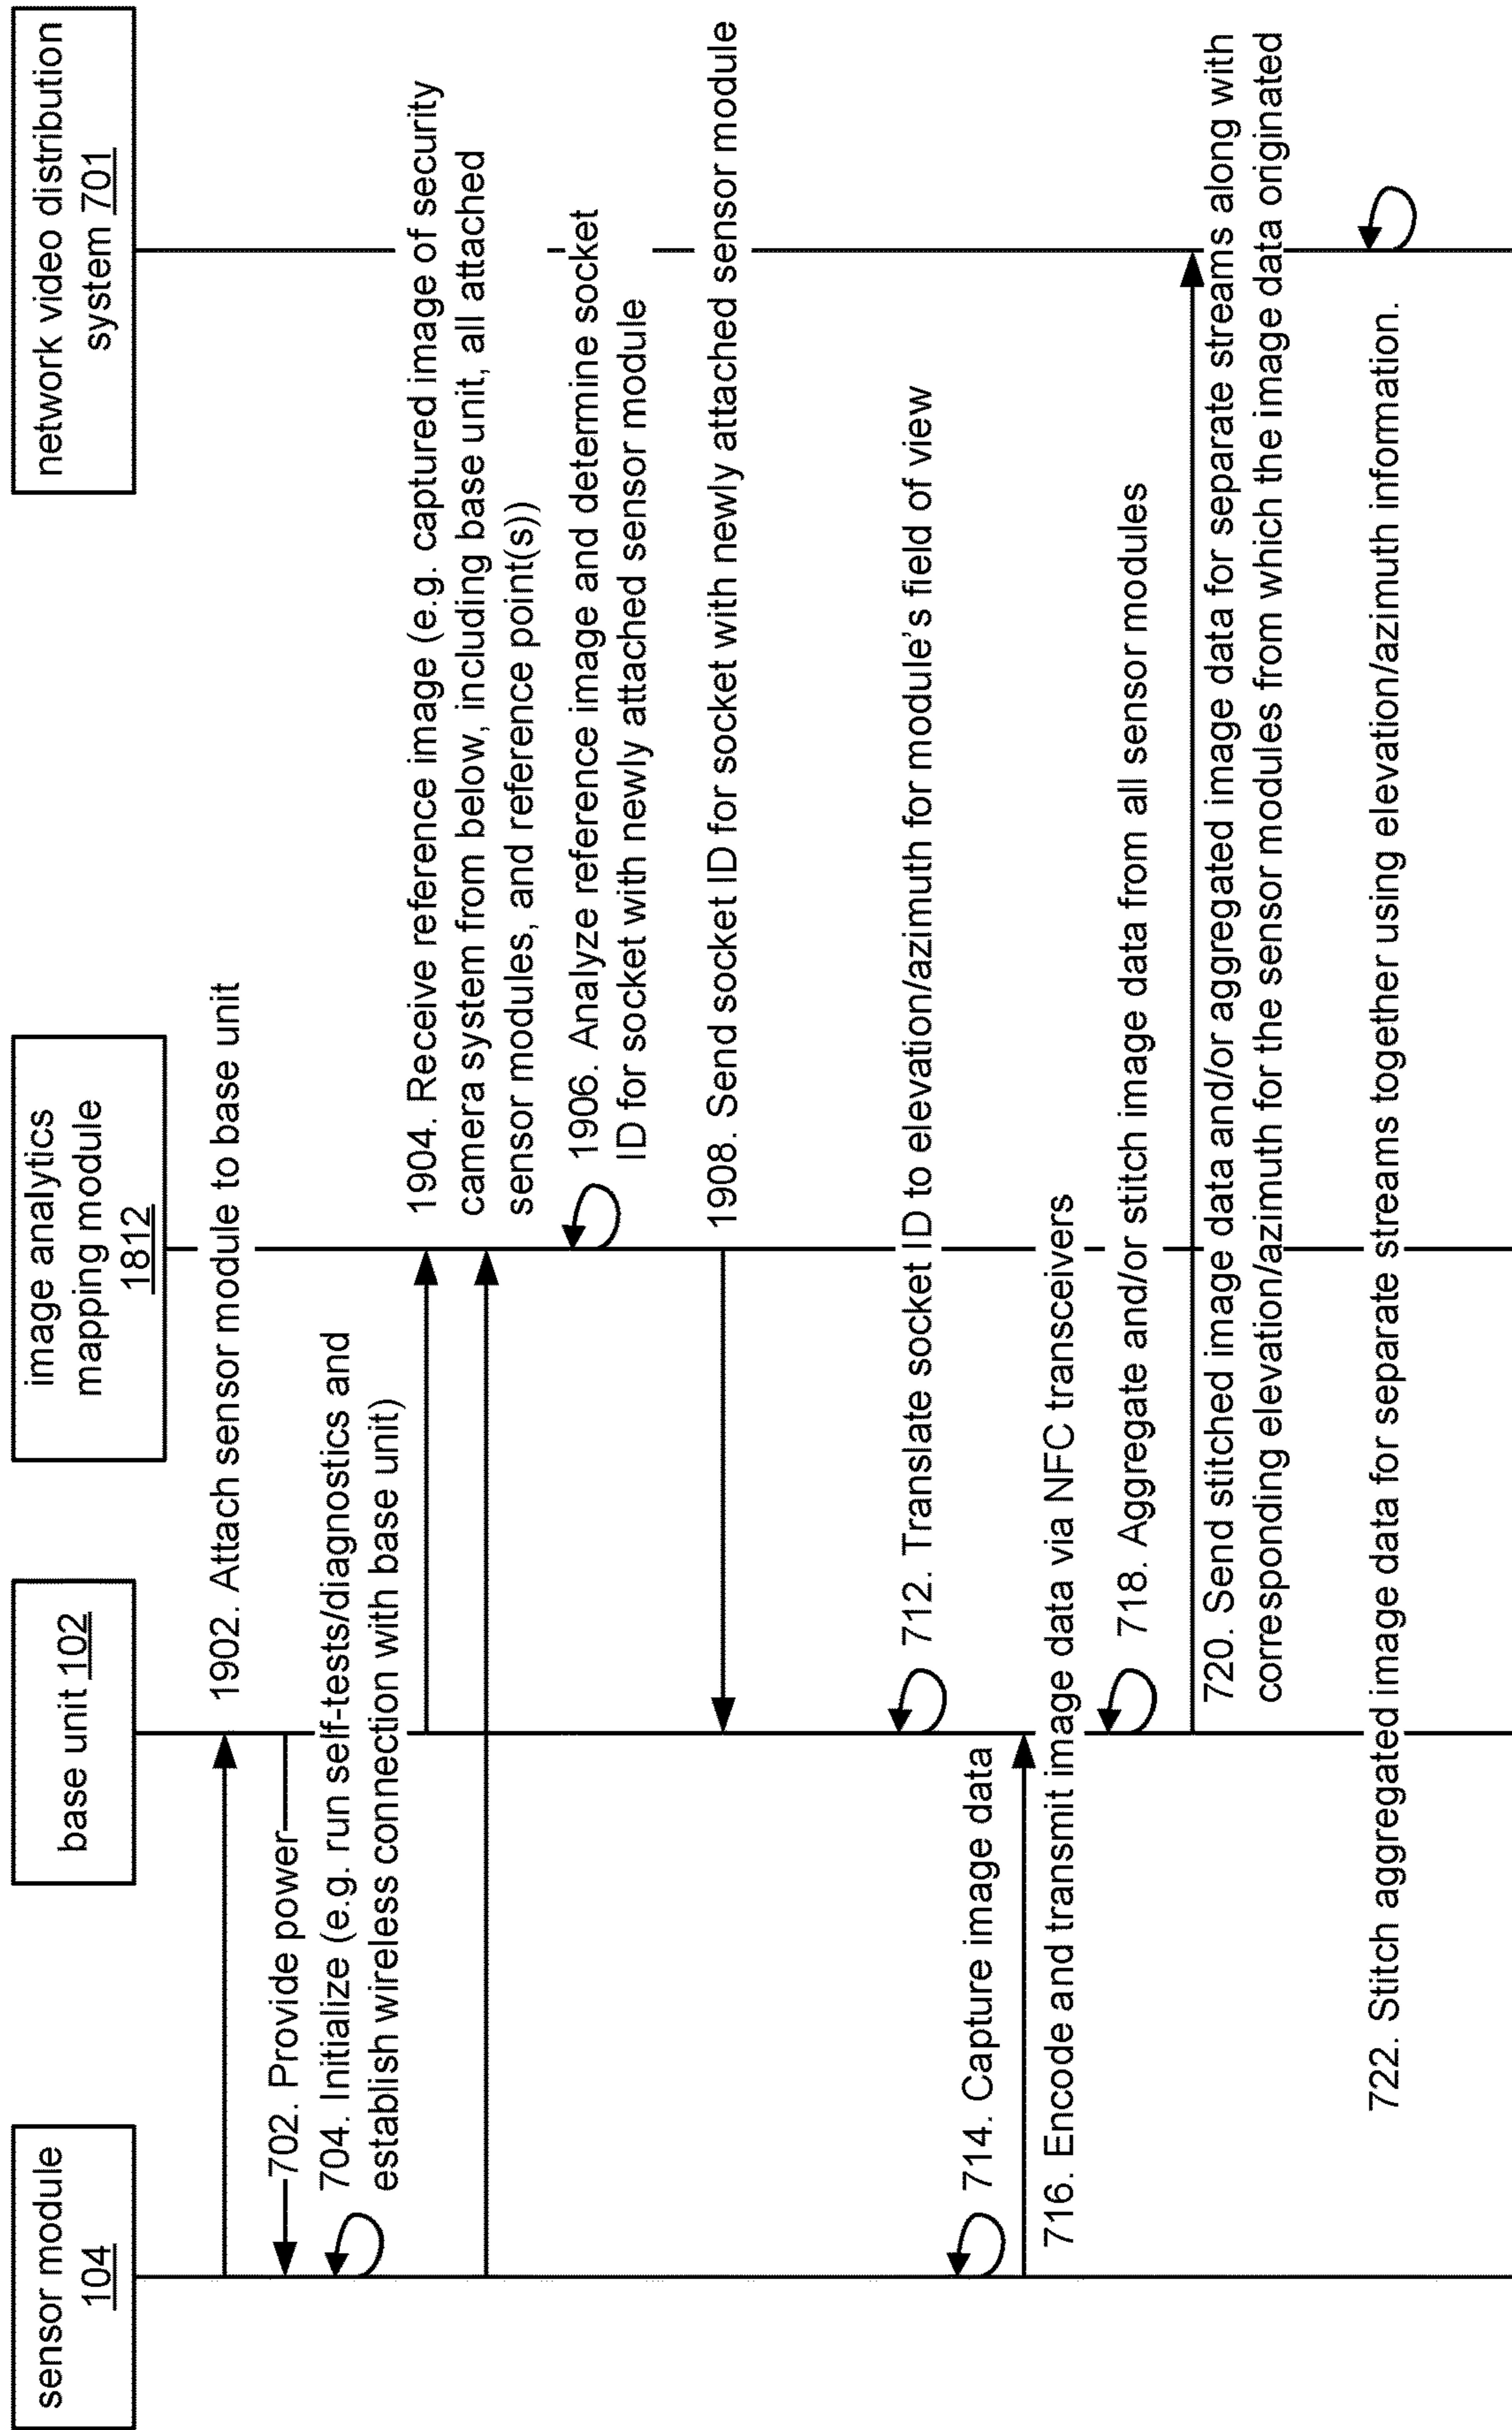 sensor module
104
base unit 102
image analytics
mapping module
1812
network video distribution
system 701
1902. Attach sensor module to base unit
702. Provide power
704. Initialize (e.g. run self-tests/diagnostics and
establish wireless connection with base unit)
1904. Receive reference image (e.g. captured image of security
camera system from below, including base unit, all attached
sensor modules, and reference point(s))
1906. Analyze reference image and determine socket
ID for socket with newly attached sensor module
1908. Send socket ID for socket with newly attached sensor module
712. Translate socket ID to elevation/azimuth for module's field of view
714. Capture image data
716. Encode and transmit image data via NFC transceivers
718. Aggregate and/or stitch image data from all sensor modules
720. Send stitched image data and/or aggregated image data for separate streams along with
corresponding elevation/azimuth for the sensor modules from which the image data originated
722. Stitch aggregated image data for separate streams together using elevation/azimuth information.